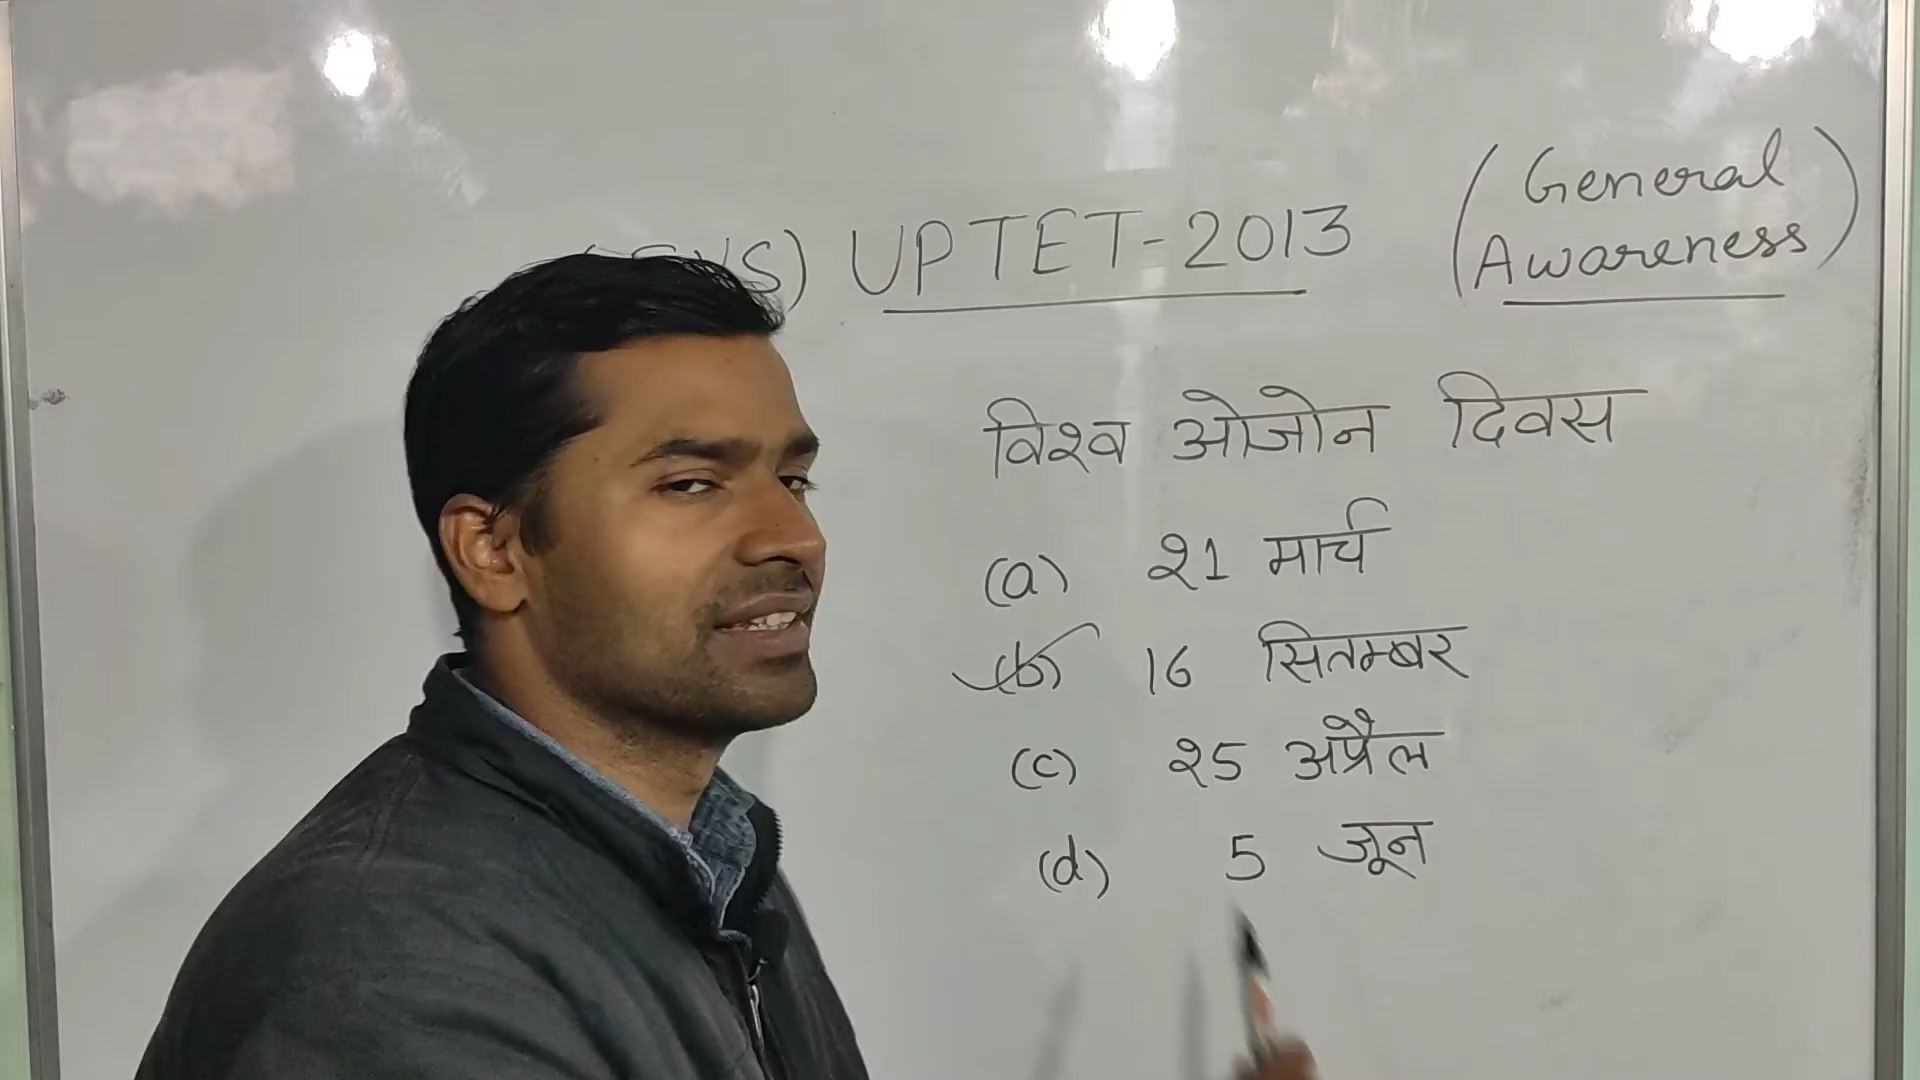 UPTET-2013 (General Awareness)
विश्व ओजोन दिवस
(a) 21 मार्च
(b) 16 सितम्बर
(c) 25 अप्रैल
(d) 5 जून